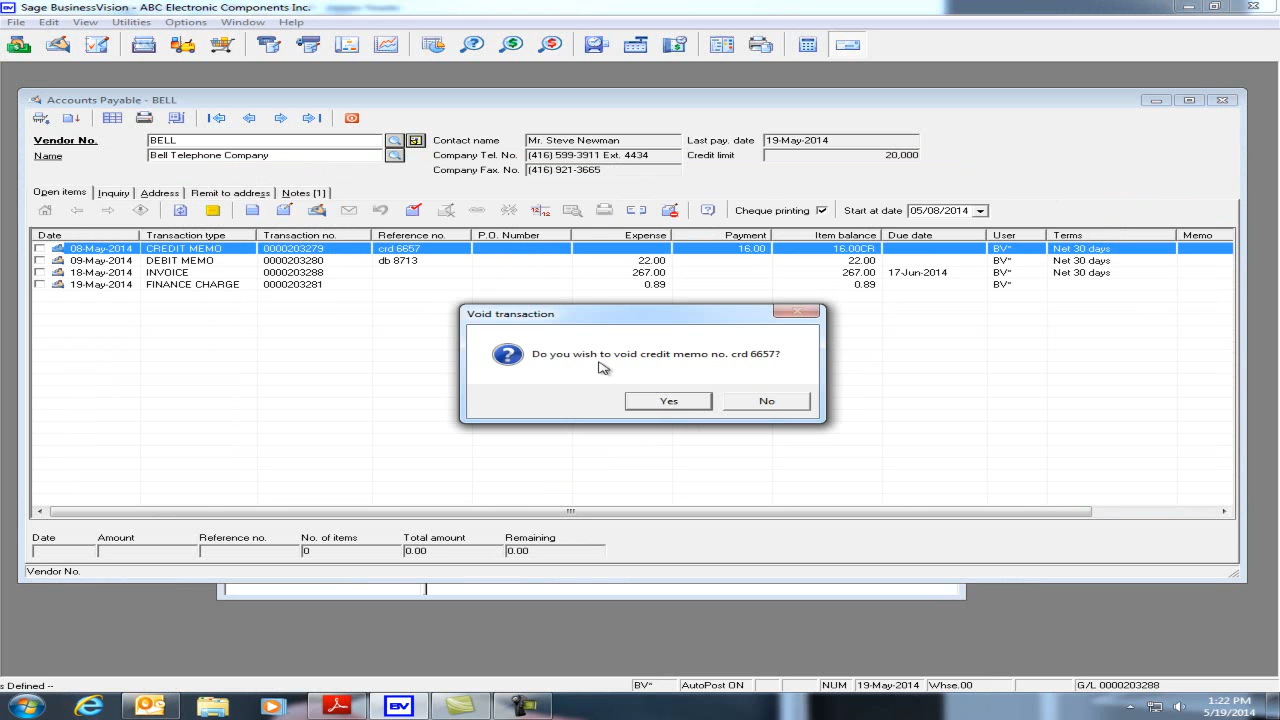 Sage BusinessVision - ABC Electronic Components Inc.
File Edit View Utilities Options Window Help
Accounts Payable - BELL
Vendor No. BELL Contact name Mr. Steve Newman Last pay. date 19-May-2014
Name Bell Telephone Company Company Tel. No. (416) 599-3911 Ext. 4434 Credit limit 20,000
Company Fax. No. (416) 921-3665
Open items Inquiry Address Remit to address Notes [1]
Cheque printing Start at date 05/08/2014
Date Transaction type Transaction no. Reference no. P.O. Number Expense Payment Item balance Due date User Terms Memo
08-May-2014 CREDIT MEMO 0000203279 crd 6657 16.00 16.00CR BV* Net 30 days
09-May-2014 DEBIT MEMO 0000203280 db 8713 22.00 22.00 BV* Net 30 days
18-May-2014 INVOICE 0000203288 267.00 267.00 17-Jun-2014 BV* Net 30 days
19-May-2014 FINANCE CHARGE 0000203281 0.89 0.89 BV*
Void transaction
Do you wish to void credit memo no. crd 6657?
Yes No
Date Amount Reference no. No. of items Total amount Remaining
0 0.00 0.00
Vendor No.
s Defined -- BV* AutoPost ON NUM 19-May-2014 Whse.00 G/L 0000203288
BV 1:22 PM
5/19/2014